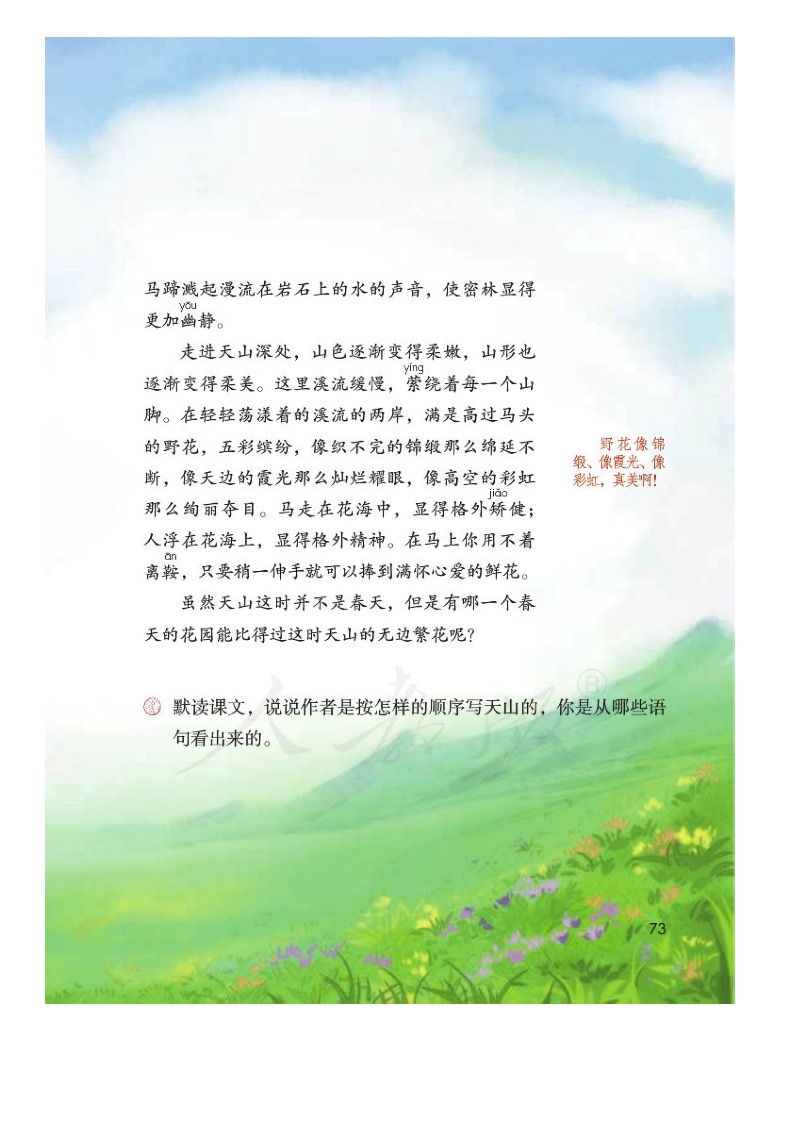 马蹄溅起漫流在岩石上的水的声音，使密林显得
yōu
更加幽静。
走进天山深处，山色逐渐变得柔嫩，山形也
yíng
逐渐变得柔美。这里溪流缓慢，萦绕着每一个山
脚。在轻轻荡漾着的溪流的两岸，满是高过马头
的野花，五彩缤纷，像织不完的锦缎那么绵延不
断，像天边的霞光那么灿烂耀眼，像高空的彩虹
jiǎo
那么绚丽夺目。马走在花海中，显得格外矫健；
人浮在花海上，显得格外精神。在马上你用不着
ān
离鞍，只要稍一伸手就可以捧到满怀心爱的鲜花。
虽然天山这时并不是春天，但是有哪一个春
天的花园能比得过这时天山的无边繁花呢？
野花像锦
缎、像霞光、像
彩虹，真美啊！
默读课文，说说作者是按怎样的顺序写天山的，你是从哪些语
句看出来的。
人教版®
73